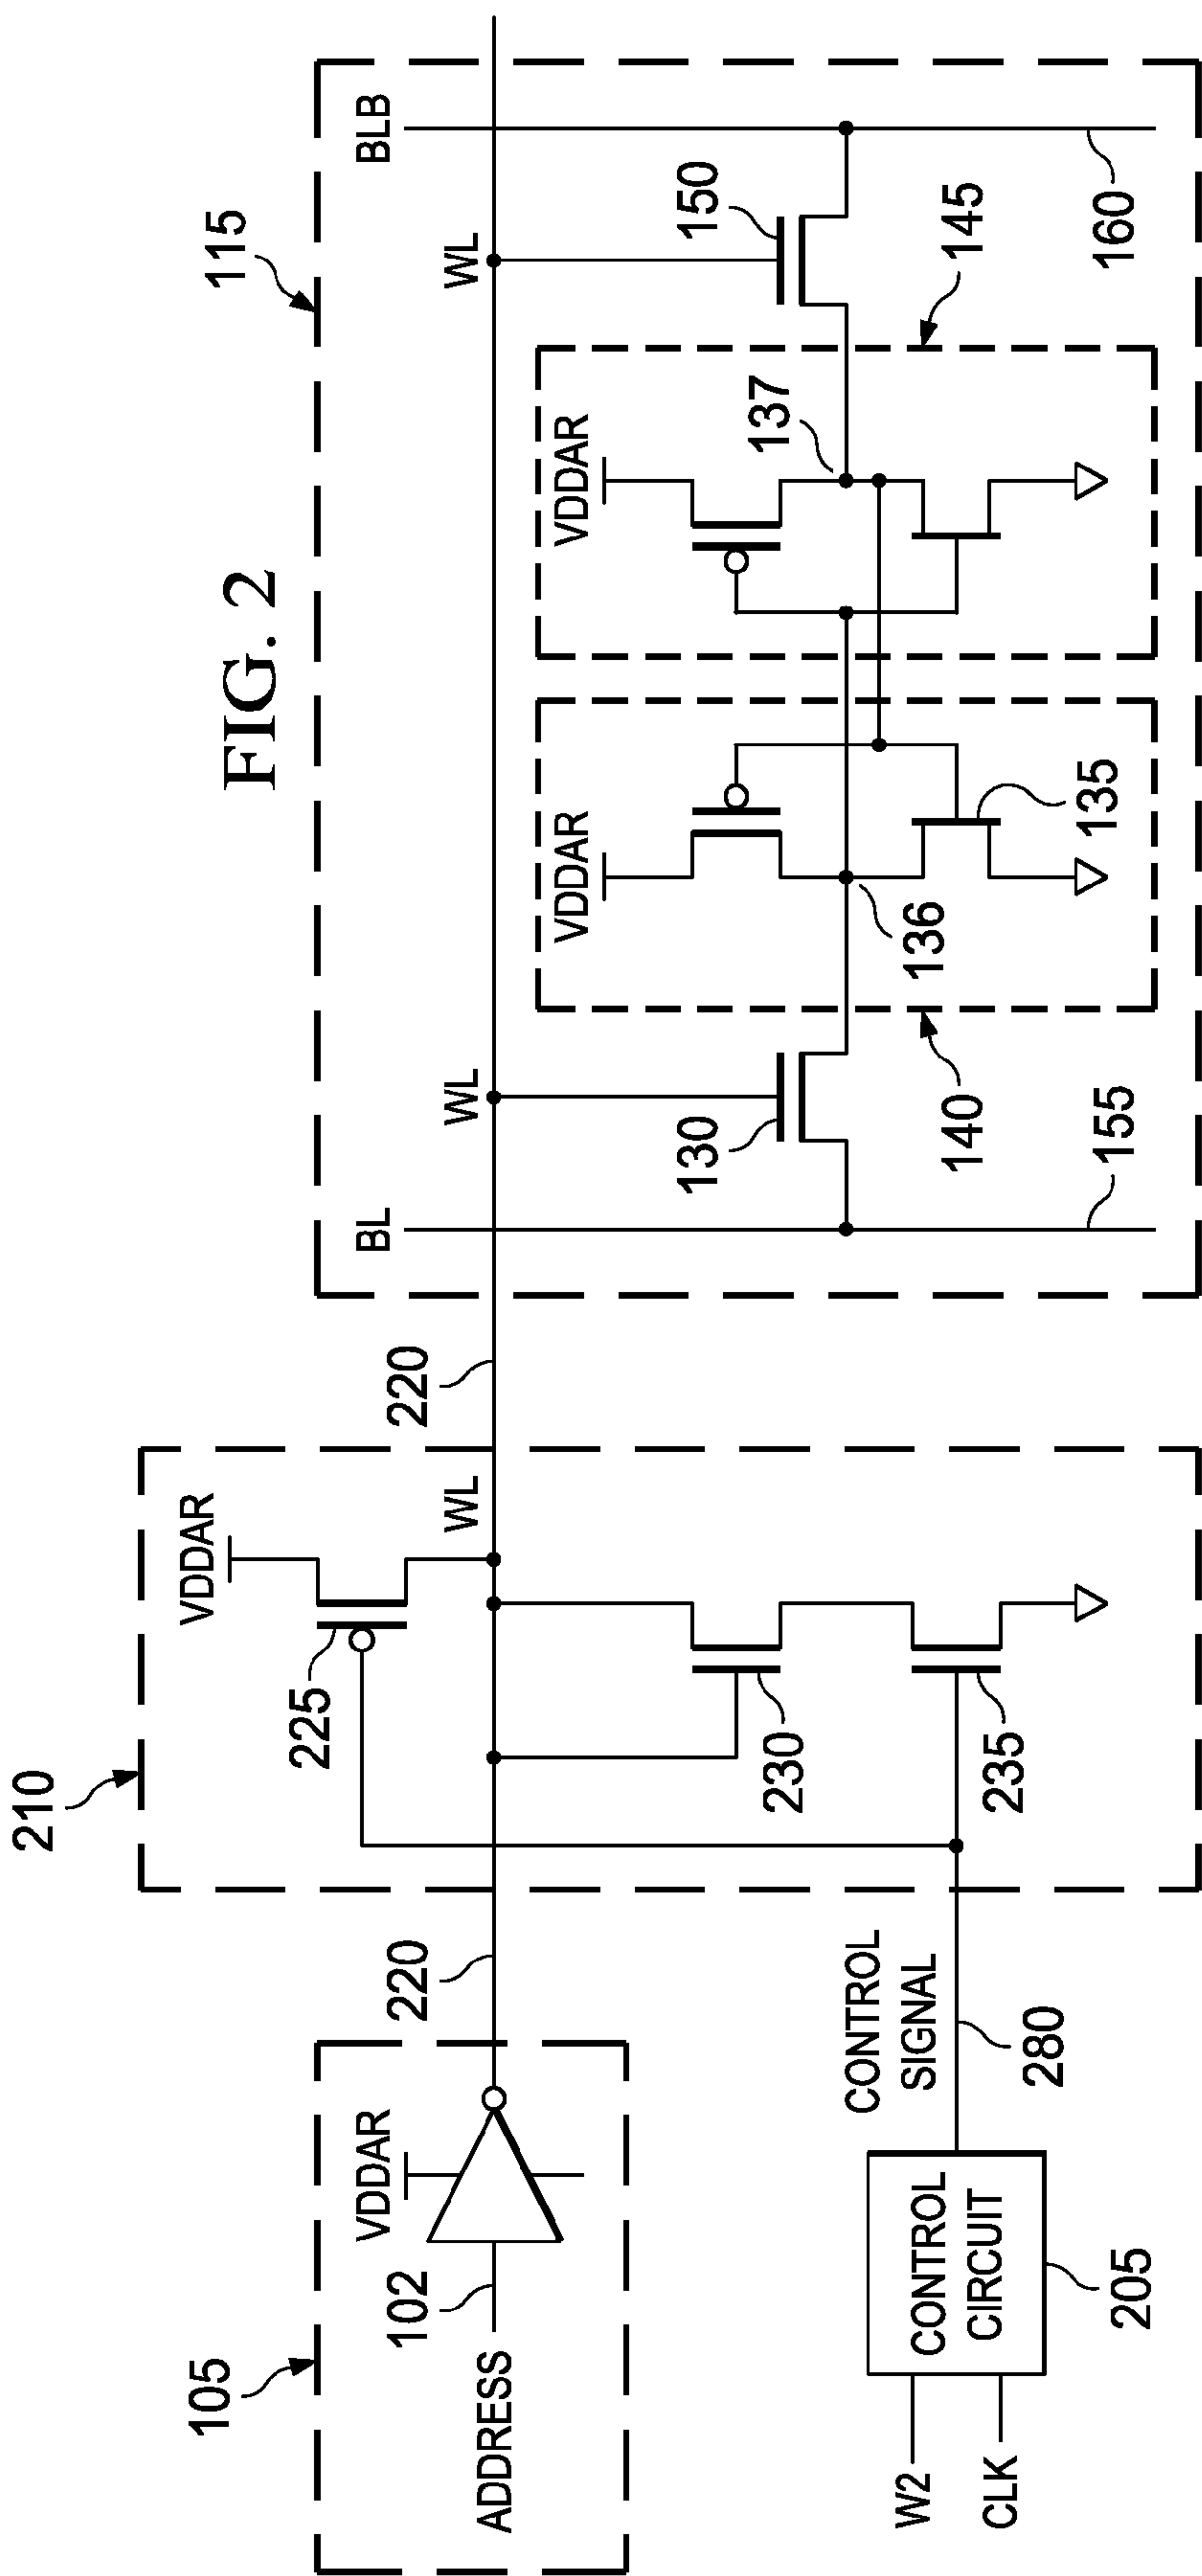 FIG. 2
105
VDDAR
102
ADDRESS
220
210
VDDAR
225
WL
230
235
W2
CLK
CONTROL
CIRCUIT
205
CONTROL
SIGNAL
280
220
115
BL
WL
130
155
140
VDDAR
136
135
VDDAR
137
145
WL
150
BLB
160